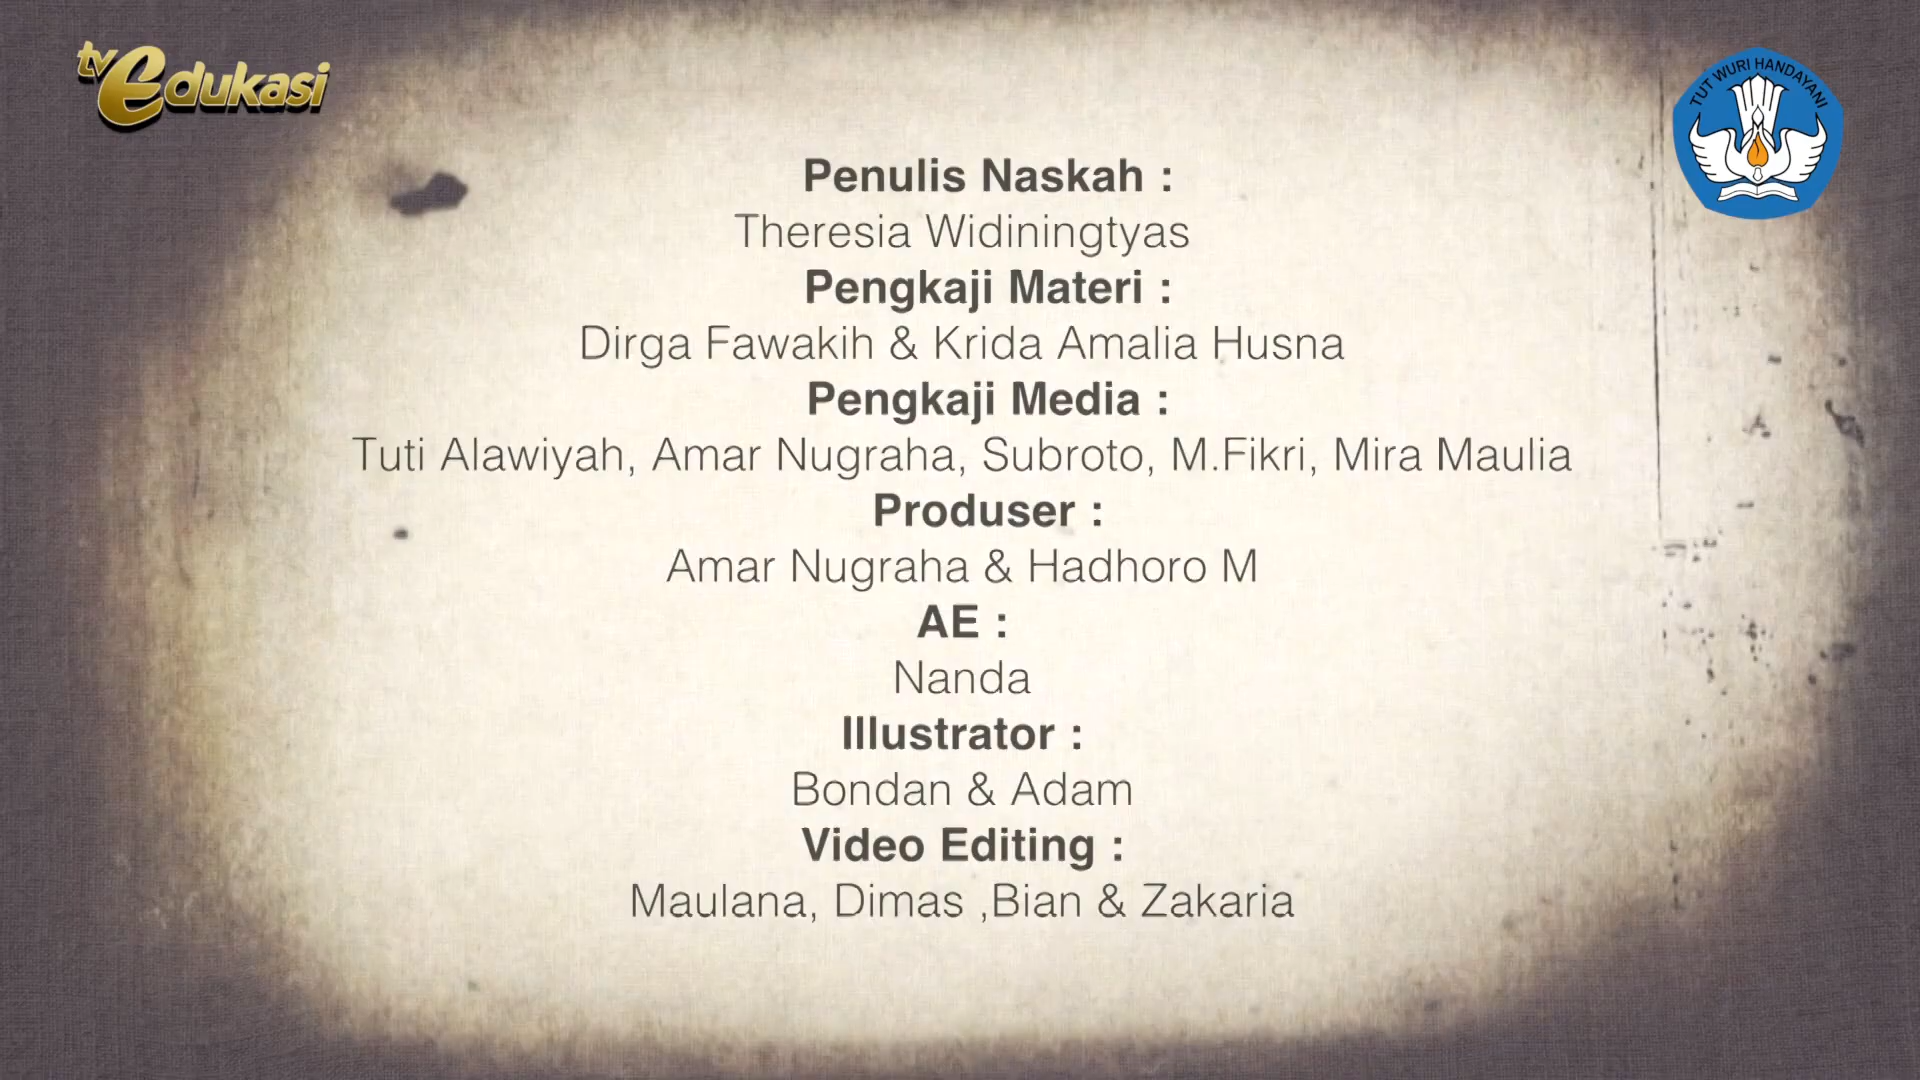 tv edukasi
TUT WURI HANDAYANI
Penulis Naskah :
Theresia Widiningtyas
Pengkaji Materi :
Dirga Fawakih & Krida Amalia Husna
Pengkaji Media :
Tuti Alawiyah, Amar Nugraha, Subroto, M.Fikri, Mira Maulia
Produser :
Amar Nugraha & Hadhoro M
AE :
Nanda
Illustrator :
Bondan & Adam
Video Editing :
Maulana, Dimas ,Bian & Zakaria